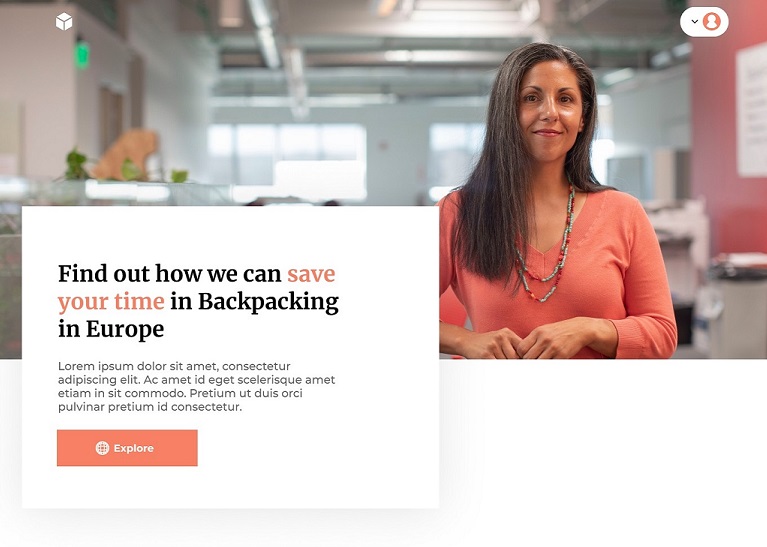 Find out how we can save
your time in Backpacking
in Europe
Lorem ipsum dolor sit amet, consectetur
adipiscing elit. Ac amet id eget scelerisque amet
etiam in sit commodo. Pretium ut duis orci
pulvinar pretium id consectetur.
Explore